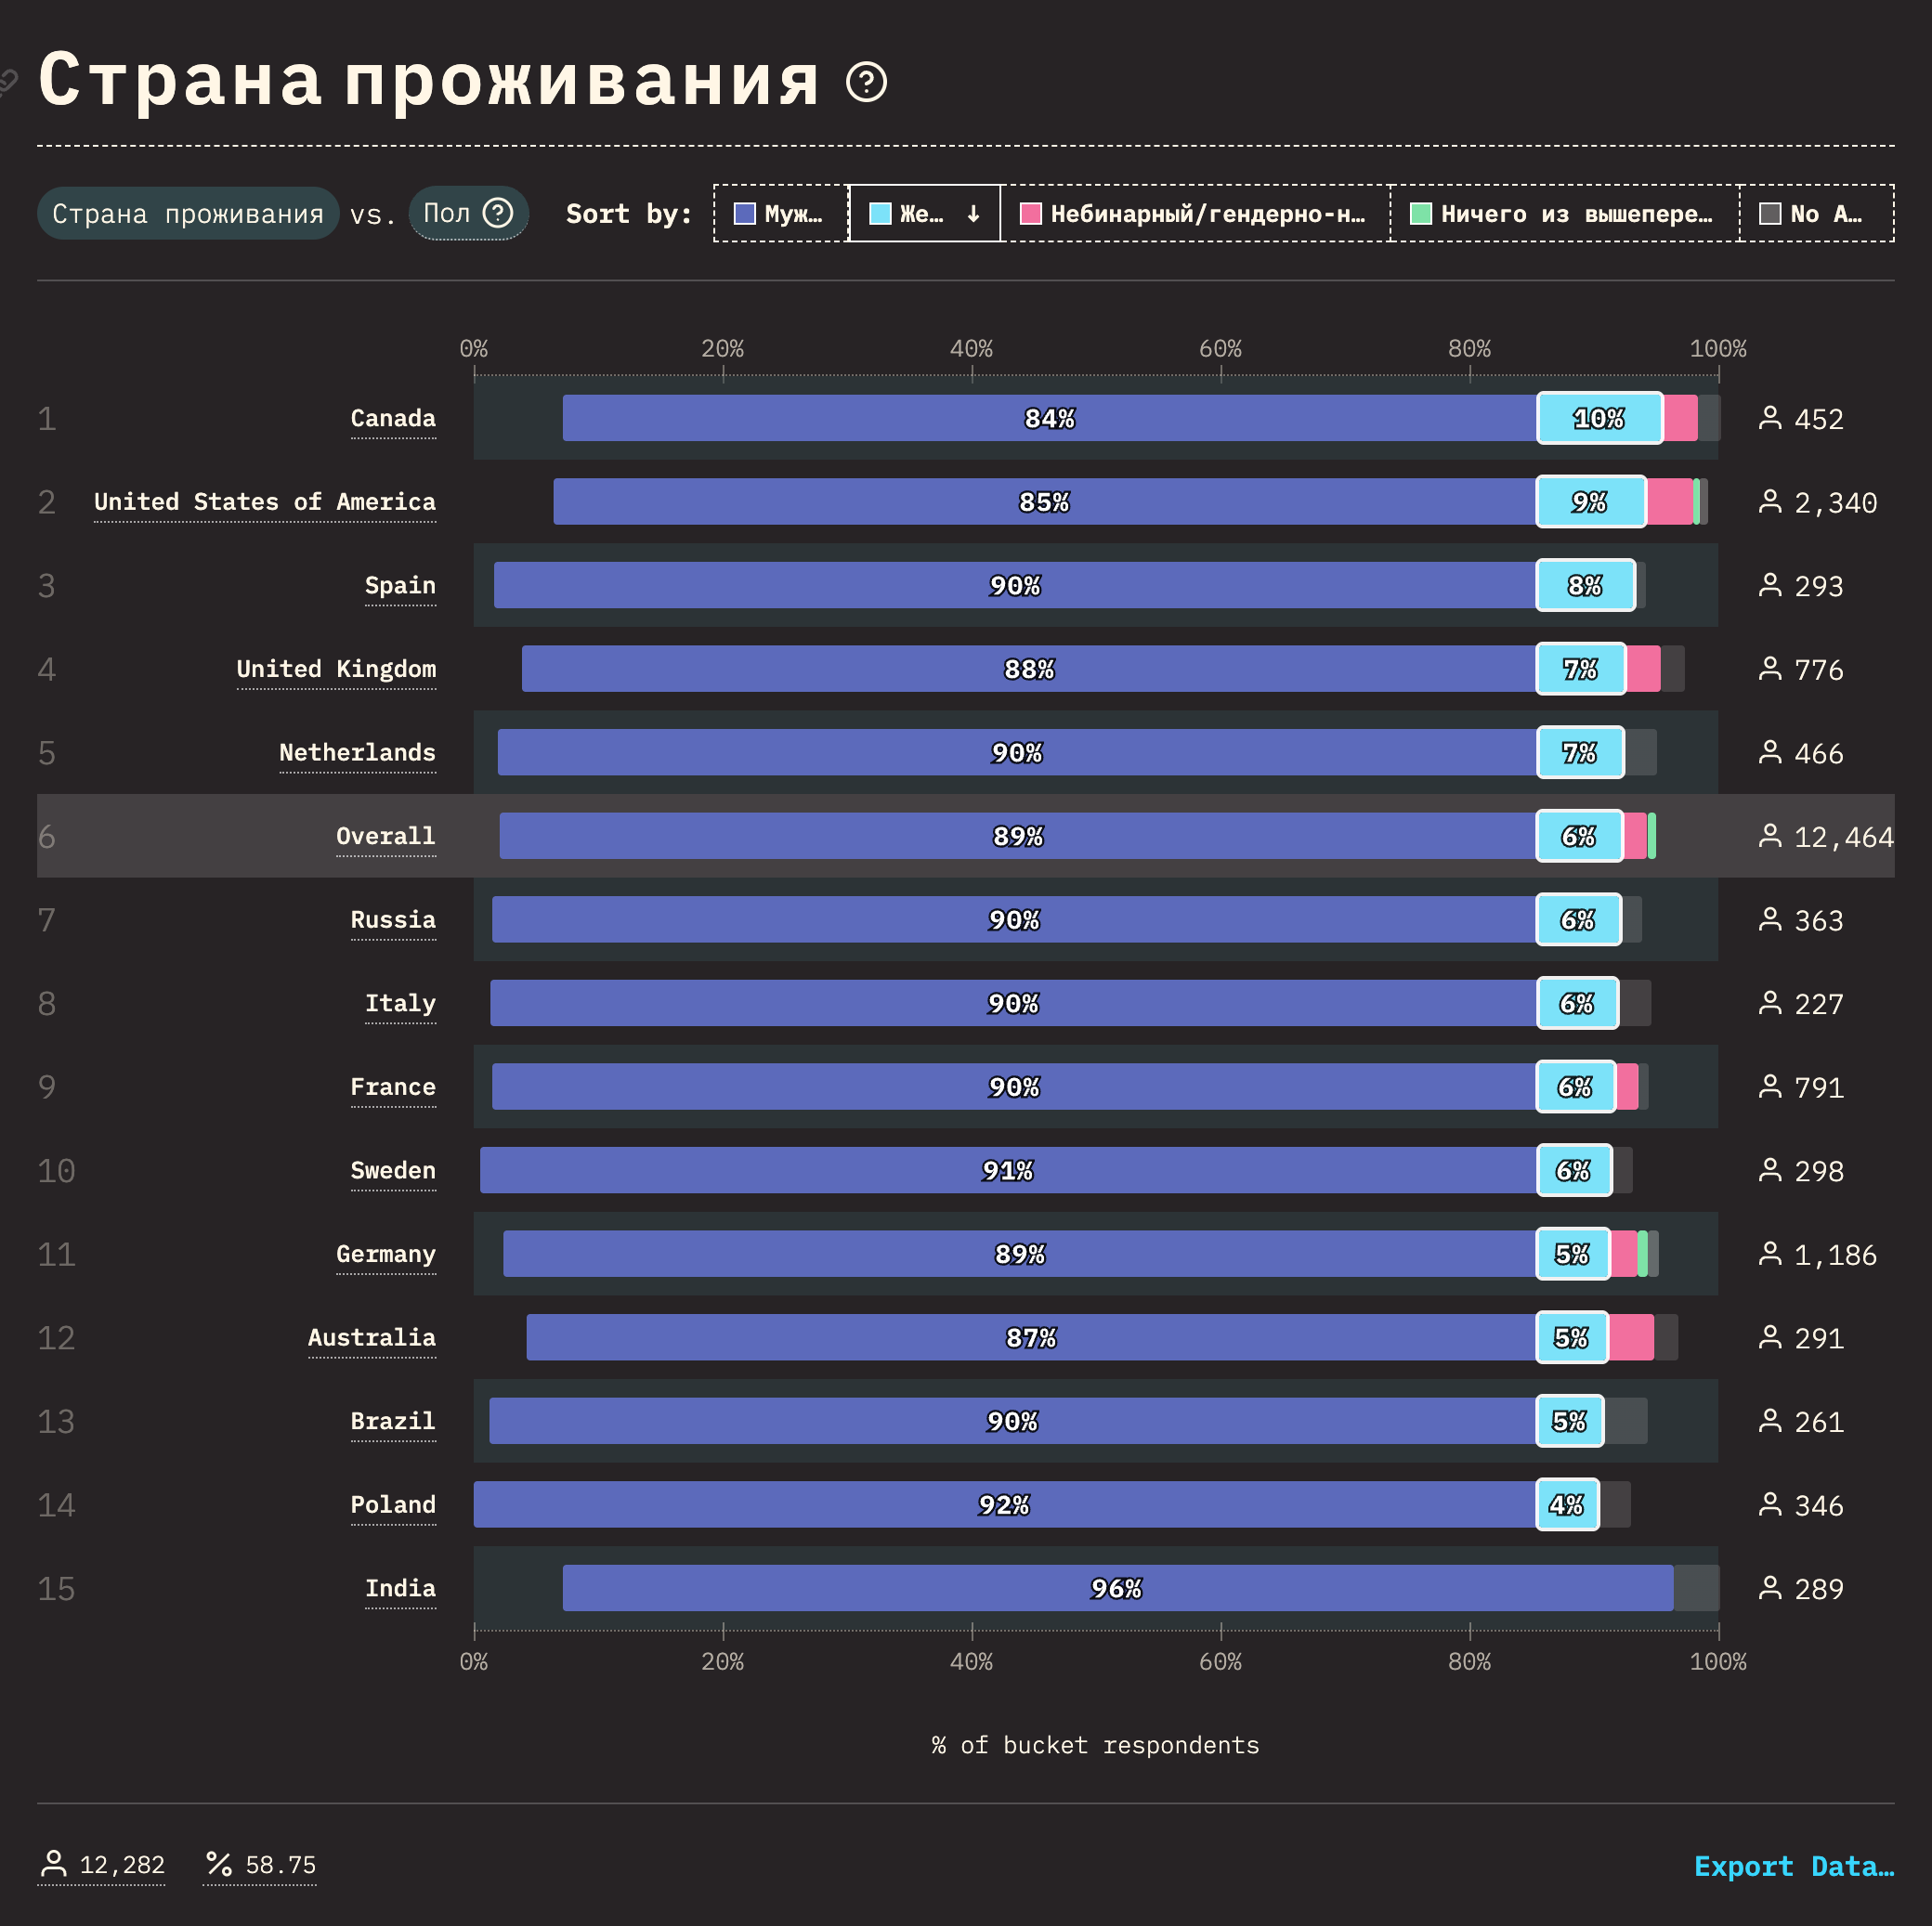 Страна проживания
Страна проживания vs. Пол Sort by: Муж… Же… ↓ Небинарный/гендерно-н… Ничего из вышепере… No A…
0% 20% 40% 60% 80% 100%
1 Canada 84% 10% 452
2 United States of America 85% 9% 2,340
3 Spain 90% 8% 293
4 United Kingdom 88% 7% 776
5 Netherlands 90% 7% 466
6 Overall 89% 6% 12,464
7 Russia 90% 6% 363
8 Italy 90% 6% 227
9 France 90% 6% 791
10 Sweden 91% 6% 298
11 Germany 89% 5% 1,186
12 Australia 87% 5% 291
13 Brazil 90% 5% 261
14 Poland 92% 4% 346
15 India 96% 289
0% 20% 40% 60% 80% 100%
% of bucket respondents
12,282 % 58.75 Export Data…